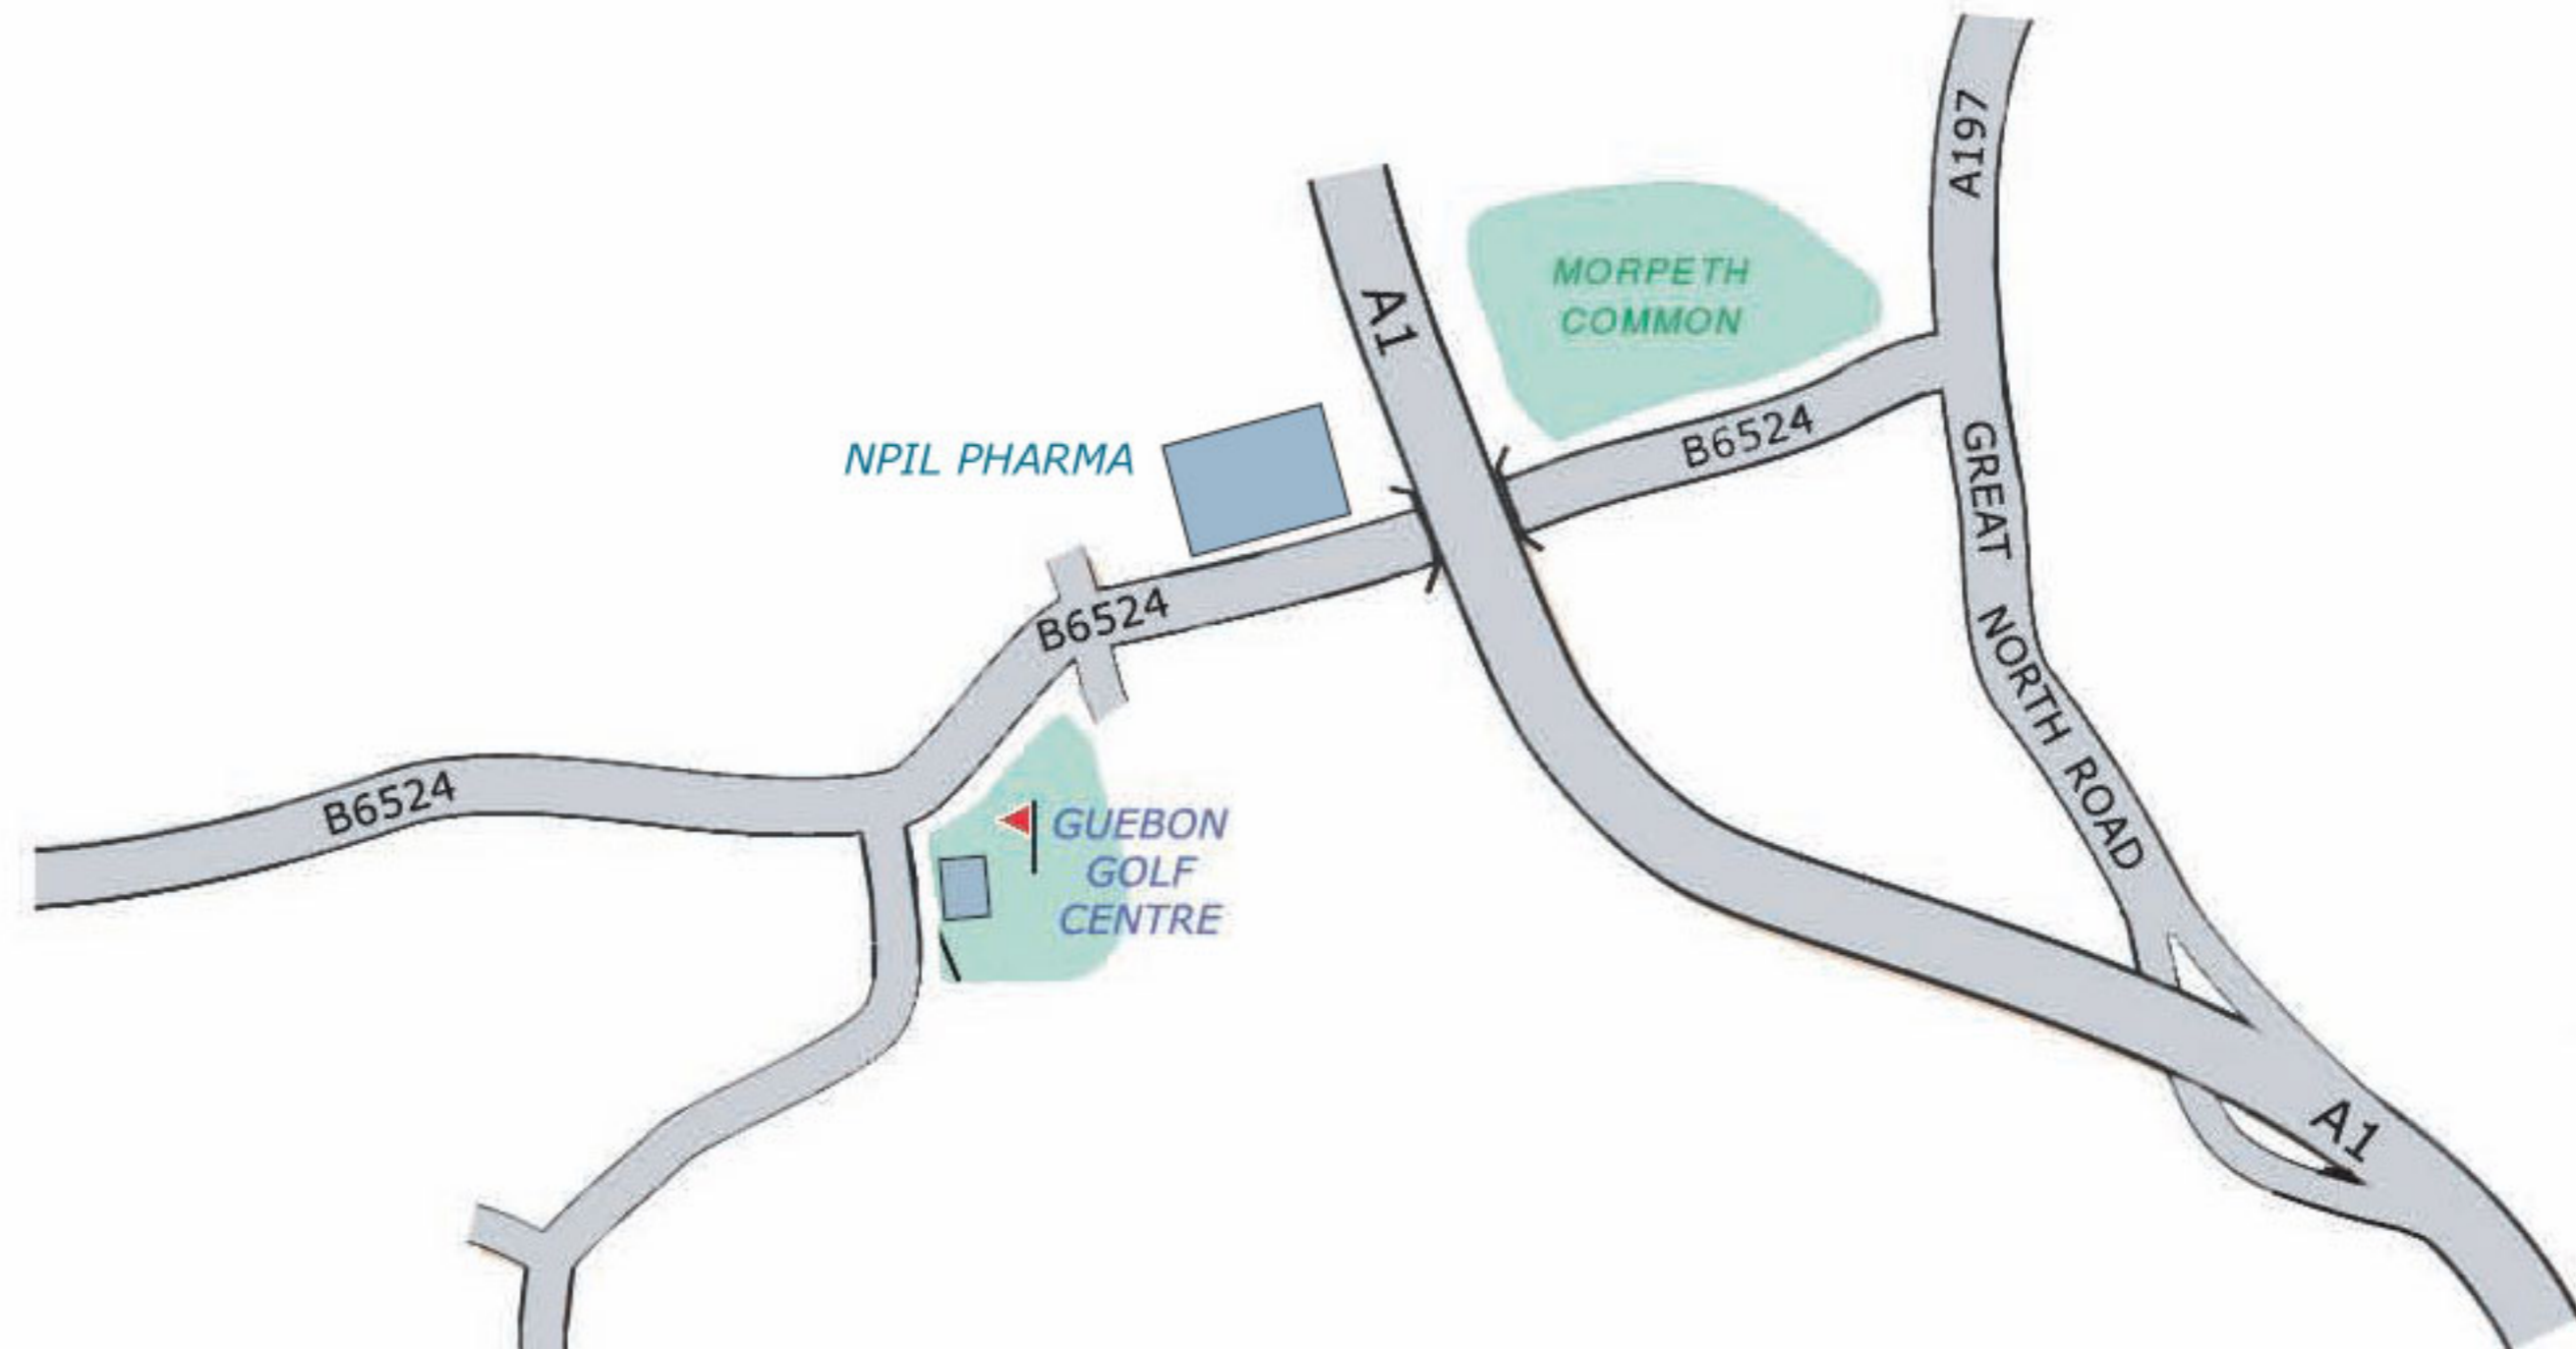 A197
MORPETH
COMMON
A1
B6524
NPIL PHARMA
GREAT NORTH ROAD
B6524
B6524
GUEBON
GOLF
CENTRE
A1